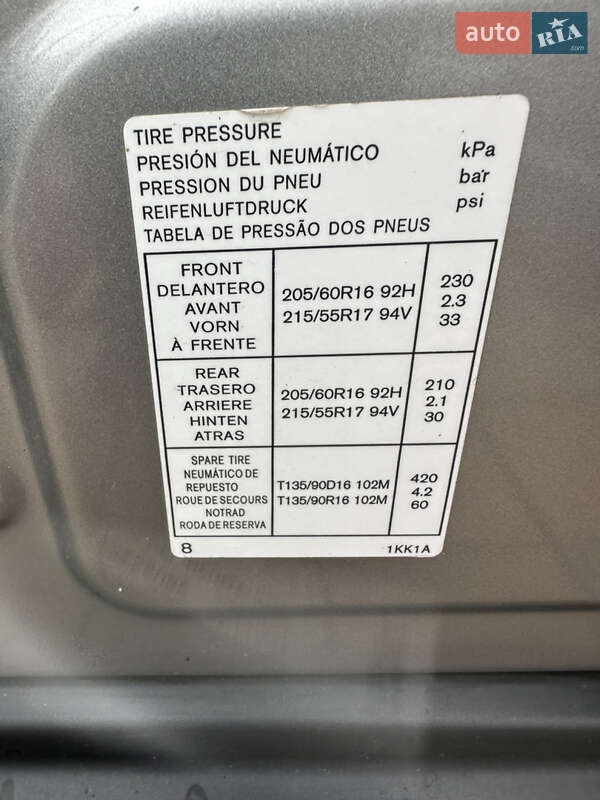 auto RIA .com
TIRE PRESSURE
PRESIÓN DEL NEUMÁTICO kPa
PRESSION DU PNEU bar
REIFENLUFTDRUCK psi
TABELA DE PRESSÃO DOS PNEUS
FRONT
DELANTERO
AVANT
VORN
À FRENTE
205/60R16 92H
215/55R17 94V
230
2.3
33
REAR
TRASERO
ARRIERE
HINTEN
ATRAS
205/60R16 92H
215/55R17 94V
210
2.1
30
SPARE TIRE
NEUMÁTICO DE
REPUESTO
ROUE DE SECOURS
NOTRAD
RODA DE RESERVA
T135/90D16 102M
T135/90R16 102M
420
4.2
60
8 1KK1A